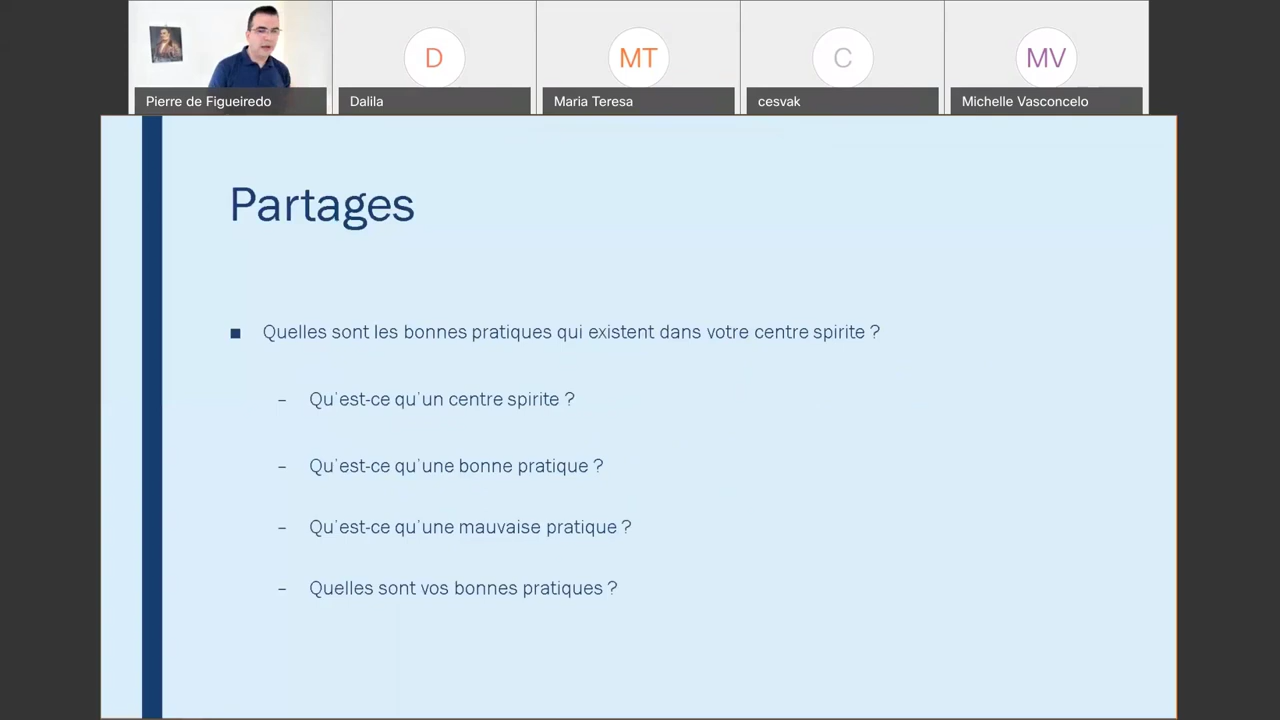 Pierre de Figueiredo
D
Dalila
MT
Maria Teresa
C
cesvak
MV
Michelle Vasconcelo
Partages
■ Quelles sont les bonnes pratiques qui existent dans votre centre spirite ?
– Qu'est-ce qu'un centre spirite ?
– Qu'est-ce qu'une bonne pratique ?
– Qu'est-ce qu'une mauvaise pratique ?
– Quelles sont vos bonnes pratiques ?